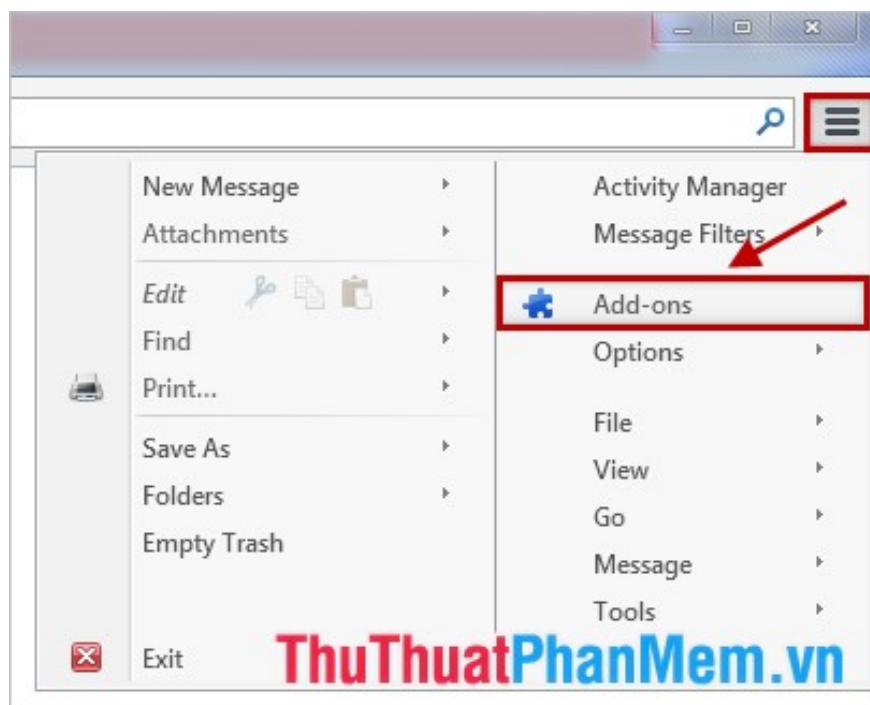 New Message
Attachments
Edit
Find
Print...
Save As
Folders
Empty Trash
Exit
Activity Manager
Message Filters
Add-ons
Options
File
View
Go
Message
Tools
ThuThuatPhanMem.vn